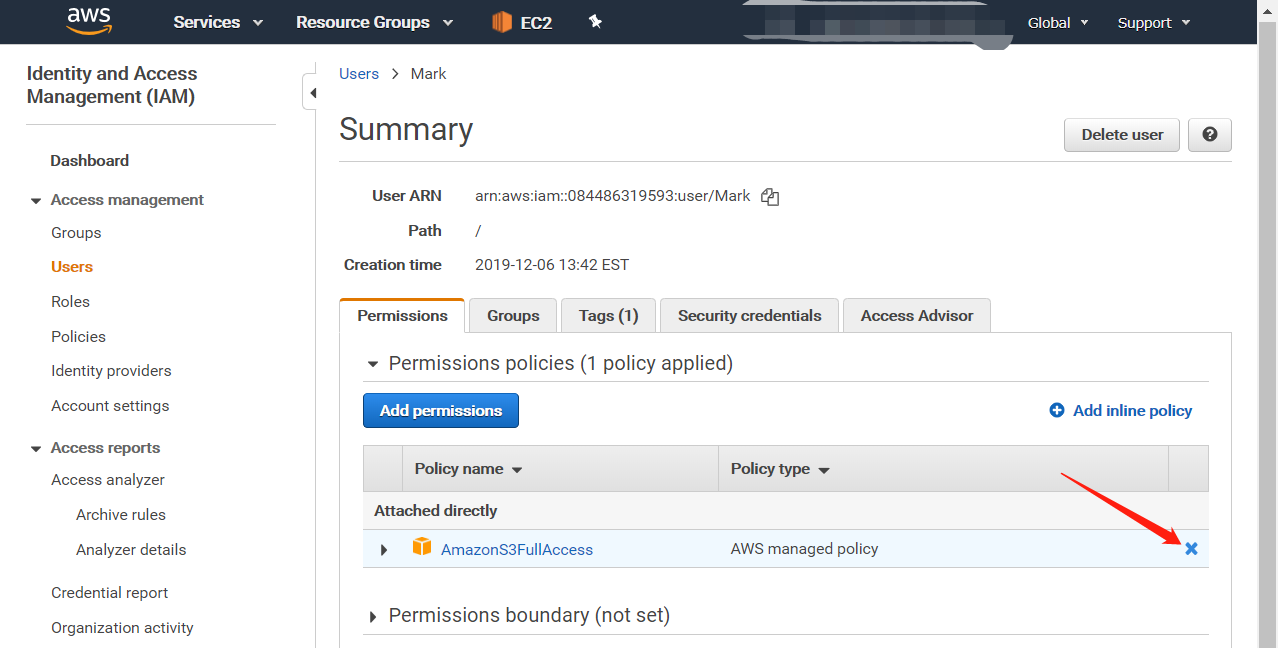 aws Services Resource Groups EC2 Global Support
Identity and Access
Management (IAM)
Dashboard
Access management
Groups
Users
Roles
Policies
Identity providers
Account settings
Access reports
Access analyzer
Archive rules
Analyzer details
Credential report
Organization activity
Users > Mark
Summary
Delete user
?
User ARN arn:aws:iam::084486319593:user/Mark
Path /
Creation time 2019-12-06 13:42 EST
Permissions Groups Tags (1) Security credentials Access Advisor
Permissions policies (1 policy applied)
Add permissions Add inline policy
Policy name Policy type
Attached directly
AmazonS3FullAccess AWS managed policy
Permissions boundary (not set)